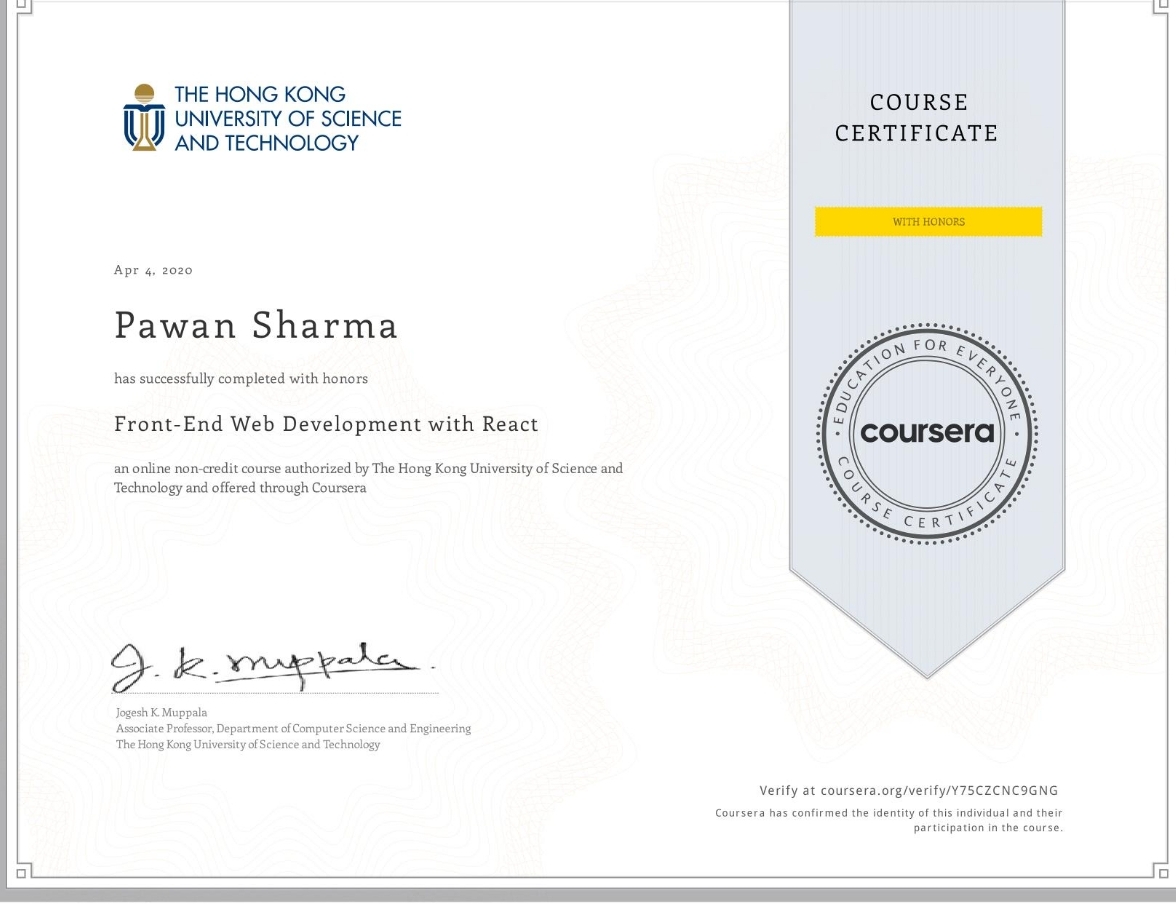 THE HONG KONG
UNIVERSITY OF SCIENCE
AND TECHNOLOGY
COURSE
CERTIFICATE
WITH HONORS
Apr 4, 2020
Pawan Sharma
has successfully completed with honors
Front-End Web Development with React
an online non-credit course authorized by The Hong Kong University of Science and
Technology and offered through Coursera
EDUCATION FOR EVERYONE
coursera
COURSE CERTIFICATE
J. K. Muppala
Jogesh K. Muppala
Associate Professor, Department of Computer Science and Engineering
The Hong Kong University of Science and Technology
Verify at coursera.org/verify/Y75CZCNC9GNG
Coursera has confirmed the identity of this individual and their
participation in the course.